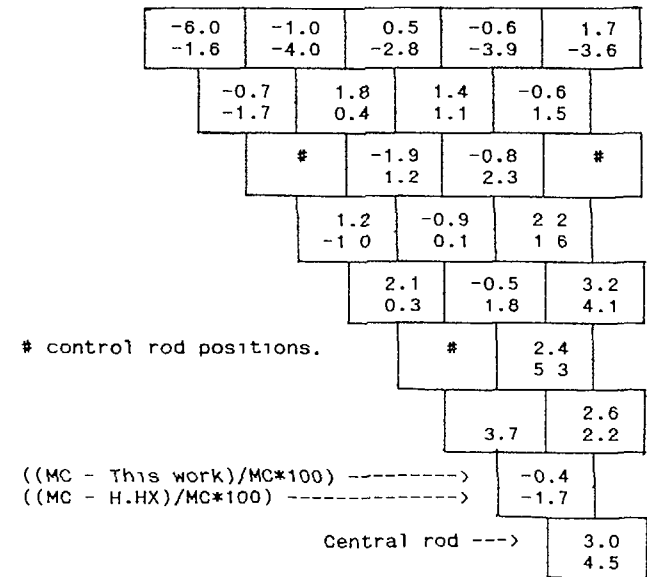 -6.0 -1.0 0.5 -0.6 1.7
-1.6 -4.0 -2.8 -3.9 -3.6
-0.7 1.8 1.4 -0.6
-1.7 0.4 1.1 1.5
# -1.9 -0.8 #
1.2 2.3
1.2 -0.9 2 2
-1 0 0.1 1 6
2.1 -0.5 3.2
0.3 1.8 4.1
# control rod positions. # 2.4
5 3
2.6
3.7 2.2
((MC - This work)/MC*100) ---------> -0.4
((MC - H.HX)/MC*100) --------------> -1.7
Central rod ---> 3.0
4.5